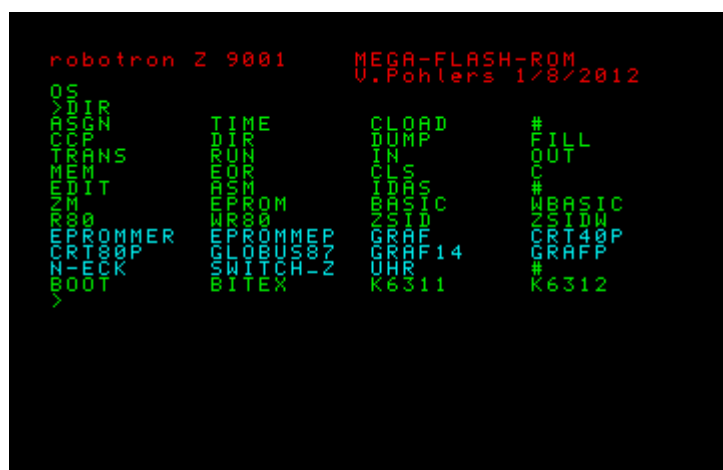 robotron Z 9001 MEGA-FLASH-ROM
V.Pohlers 1/8/2012
OS
>DIR
ASGN TIME CLOAD #
CCP DIR DUMP FILL
TRANS RUN IN OUT
MEM EOR CLS C
EDIT ASM IDAS #
ZM EPROM BASIC WBASIC
R80 WR80 ZSID ZSIDW
EPROMMER EPROMMEP GRAF CRT40P
CRT80P GLOBUS87 GRAF14 GRAFP
N-ECK SWITCH_Z UHR #
BOOT BITEX K6311 K6312
>